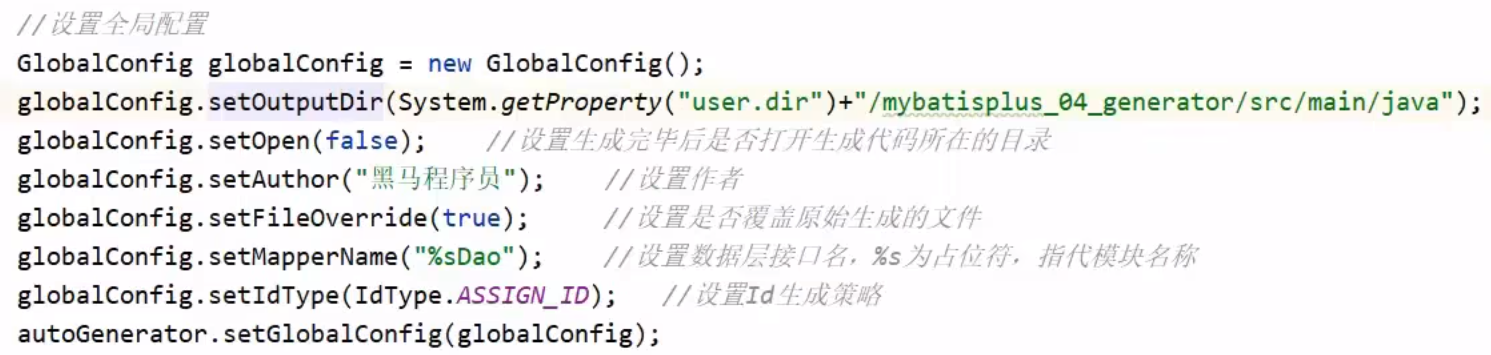 //设置全局配置
GlobalConfig globalConfig = new GlobalConfig();
globalConfig.setOutputDir(System.getProperty("user.dir")+"/mybatisplus_04_generator/src/main/java");
globalConfig.setOpen(false);    //设置生成完毕后是否打开生成代码所在的目录
globalConfig.setAuthor("黑马程序员");    //设置作者
globalConfig.setFileOverride(true);     //设置是否覆盖原始生成的文件
globalConfig.setMapperName("%sDao");    //设置数据层接口名，%s为占位符，指代模块名称
globalConfig.setIdType(IdType.ASSIGN_ID);   //设置Id生成策略
autoGenerator.setGlobalConfig(globalConfig);